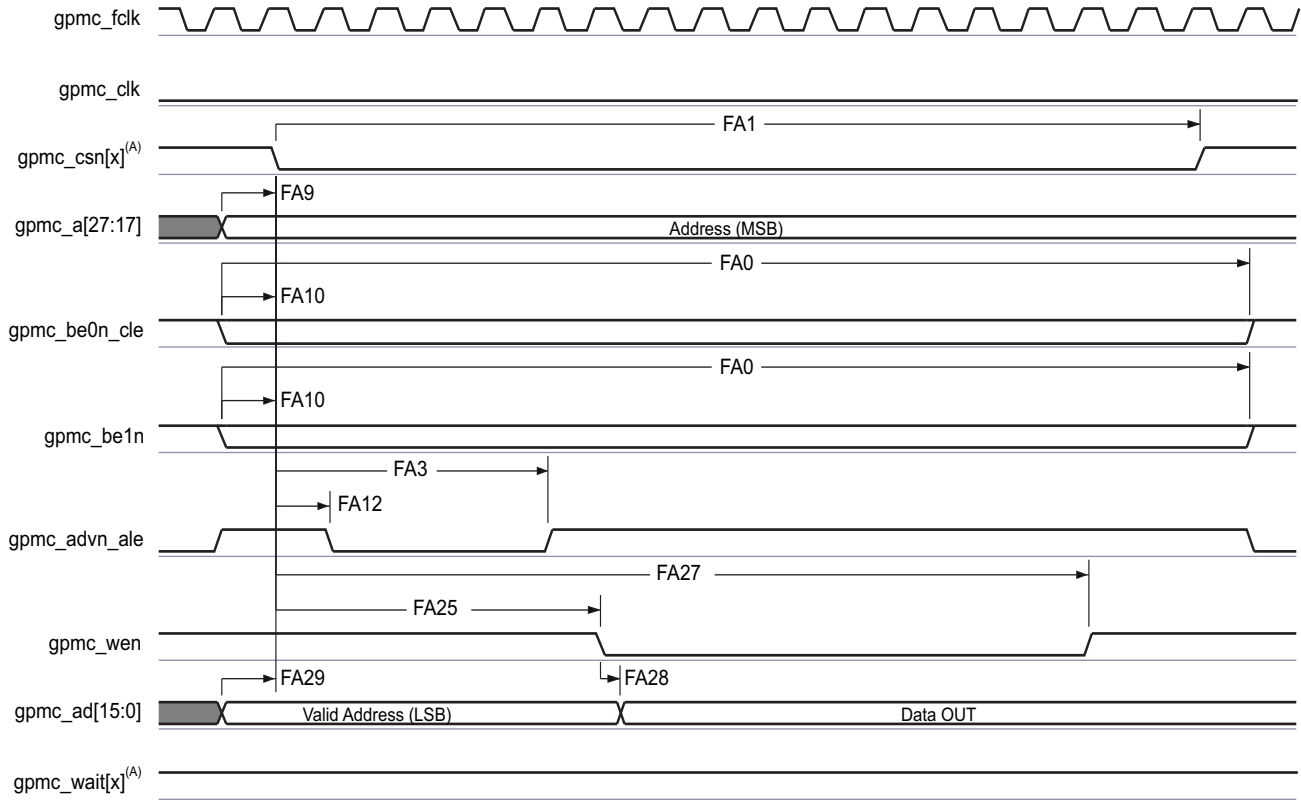 gpmc_fclk
gpmc_clk
FA1
gpmc_csn[x](A)
FA9
gpmc_a[27:17]
Address (MSB)
FA0
FA10
gpmc_be0n_cle
FA0
FA10
gpmc_be1n
FA3
FA12
gpmc_advn_ale
FA27
FA25
gpmc_wen
FA29
FA28
gpmc_ad[15:0]
Valid Address (LSB)
Data OUT
gpmc_wait[x](A)